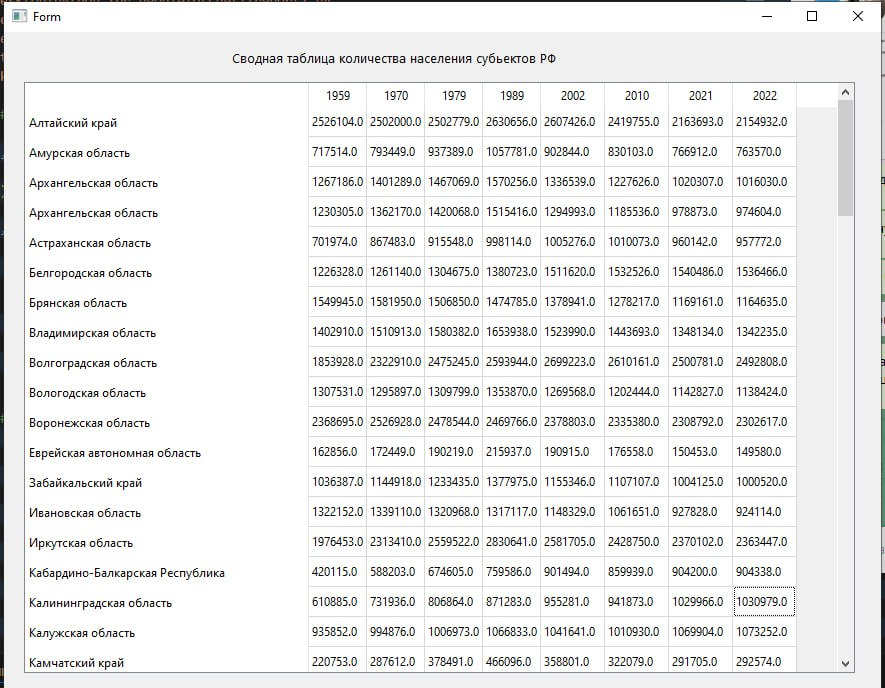 Form
Сводная таблица количества населения субьектов РФ
1959 1970 1979 1989 2002 2010 2021 2022
Алтайский край 2526104.0 2502000.0 2502779.0 2630656.0 2607426.0 2419755.0 2163693.0 2154932.0
Амурская область 717514.0 793449.0 937389.0 1057781.0 902844.0 830103.0 766912.0 763570.0
Архангельская область 1267186.0 1401289.0 1467069.0 1570256.0 1336539.0 1227626.0 1020307.0 1016030.0
Архангельская область 1230305.0 1362170.0 1420068.0 1515416.0 1294993.0 1185536.0 978873.0 974604.0
Астраханская область 701974.0 867483.0 915548.0 998114.0 1005276.0 1010073.0 960142.0 957772.0
Белгородская область 1226328.0 1261140.0 1304675.0 1380723.0 1511620.0 1532526.0 1540486.0 1536466.0
Брянская область 1549945.0 1581950.0 1506850.0 1474785.0 1378941.0 1278217.0 1169161.0 1164635.0
Владимирская область 1402910.0 1510913.0 1580382.0 1653938.0 1523990.0 1443693.0 1348134.0 1342235.0
Волгоградская область 1853928.0 2322910.0 2475245.0 2593944.0 2699223.0 2610161.0 2500781.0 2492808.0
Вологодская область 1307531.0 1295897.0 1309799.0 1353870.0 1269568.0 1202444.0 1142827.0 1138424.0
Воронежская область 2368695.0 2526928.0 2478544.0 2469766.0 2378803.0 2335380.0 2308792.0 2302617.0
Еврейская автономная область 162856.0 172449.0 190219.0 215937.0 190915.0 176558.0 150453.0 149580.0
Забайкальский край 1036387.0 1144918.0 1233435.0 1377975.0 1155346.0 1107107.0 1004125.0 1000520.0
Ивановская область 1322152.0 1339110.0 1320968.0 1317117.0 1148329.0 1061651.0 927828.0 924114.0
Иркутская область 1976453.0 2313410.0 2559522.0 2830641.0 2581705.0 2428750.0 2370102.0 2363447.0
Кабардино-Балкарская Республика 420115.0 588203.0 674605.0 759586.0 901494.0 859939.0 904200.0 904338.0
Калининградская область 610885.0 731936.0 806864.0 871283.0 955281.0 941873.0 1029966.0 1030979.0
Калужская область 935852.0 994876.0 1006973.0 1066833.0 1041641.0 1010930.0 1069904.0 1073252.0
Камчатский край 220753.0 287612.0 378491.0 466096.0 358801.0 322079.0 291705.0 292574.0